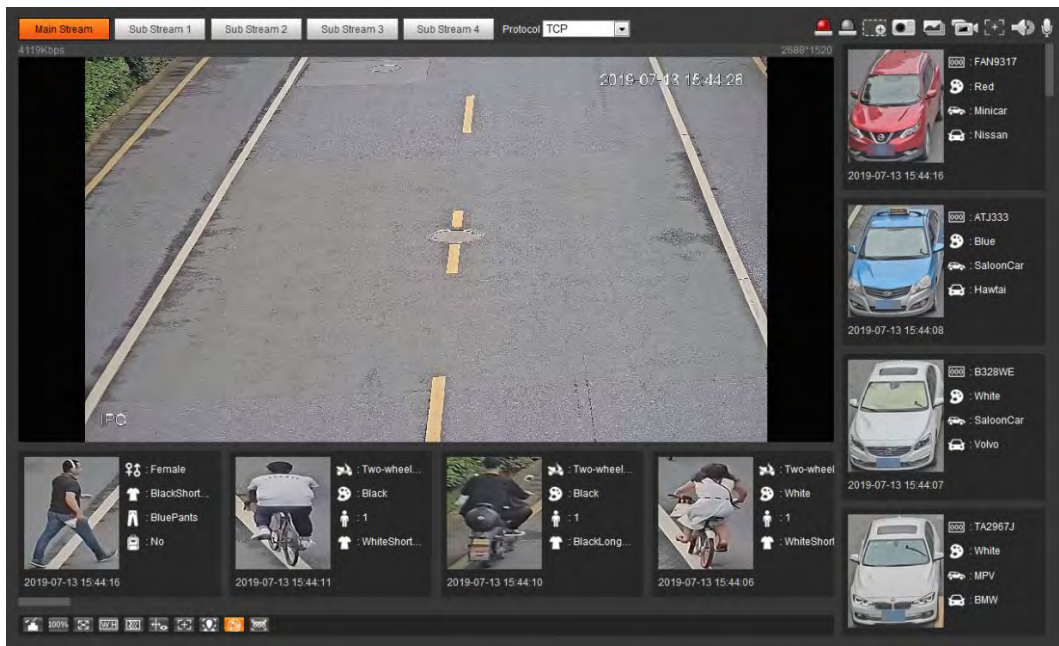 Main Stream
Sub Stream 1
Sub Stream 2
Sub Stream 3
Sub Stream 4
Protocol TCP
4119Kbps
2688*1520
2019-07-13 15:44:26
IPC
000 : FAN9317
: Red
: Minicar
: Nissan
2019-07-13 15:44:16
000 : ATJ333
: Blue
: SaloonCar
: Hawtai
2019-07-13 15:44:08
000 : B328WE
: White
: SaloonCar
: Volvo
2019-07-13 15:44:07
000 : TA2967J
: White
: MPV
: BMW
: Female
: BlackShort...
: BluePants
: No
2019-07-13 15:44:16
: Two-wheel...
: Black
: 1
: WhiteShort...
2019-07-13 15:44:11
: Two-wheel...
: Black
: 1
: BlackLong...
2019-07-13 15:44:10
: Two-wheel
: White
: 1
: WhiteShort
2019-07-13 15:44:06
100%
W:H